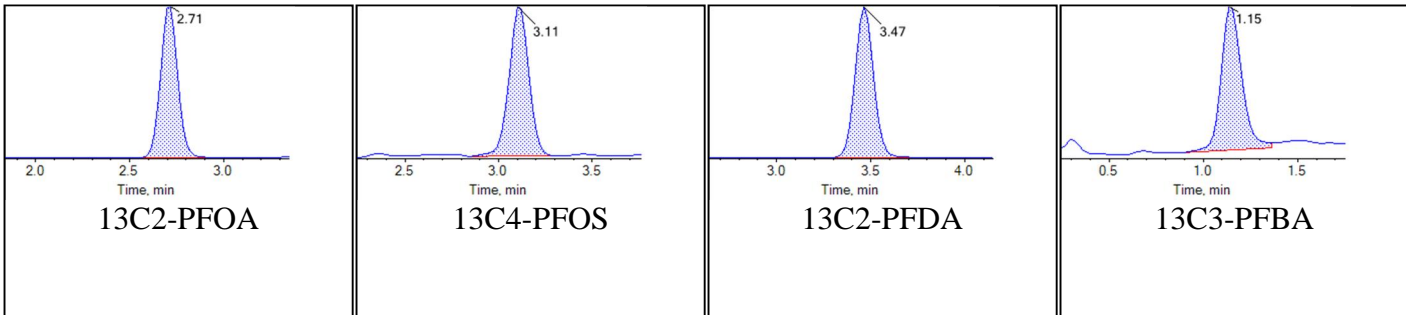 2.71
2.0 2.5 3.0
Time, min
13C2-PFOA
3.11
2.5 3.0 3.5
Time, min
13C4-PFOS
3.47
3.0 3.5 4.0
Time, min
13C2-PFDA
1.15
0.5 1.0 1.5
Time, min
13C3-PFBA